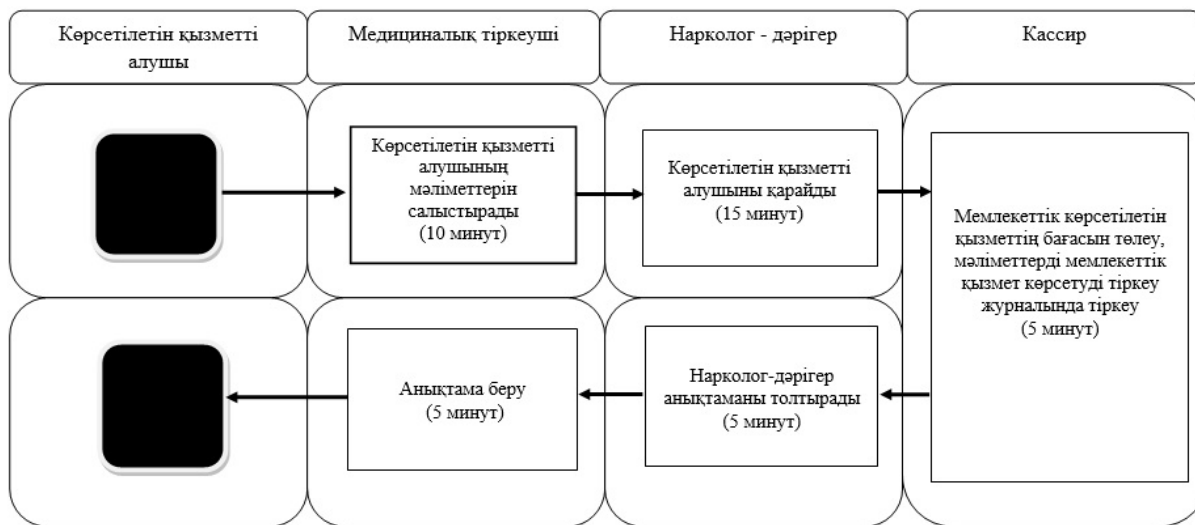 Көрсетілетін қызметті
алушы
Медициналық тіркеуші
Нарколог - дәрігер
Кассир
Көрсетілетін қызметті
алушының
мәліметтерін
салыстырады
(10 минут)
Көрсетілетін қызметті
алушыны қарайды
(15 минут)
Мемлекеттік көрсетілетін
қызметтің бағасын төлеу,
мәліметтерді мемлекеттік
қызмет көрсетуді тіркеу
журналында тіркеу
(5 минут)
Нарколог-дәрігер
анықтаманы толтырады
(5 минут)
Анықтама беру
(5 минут)